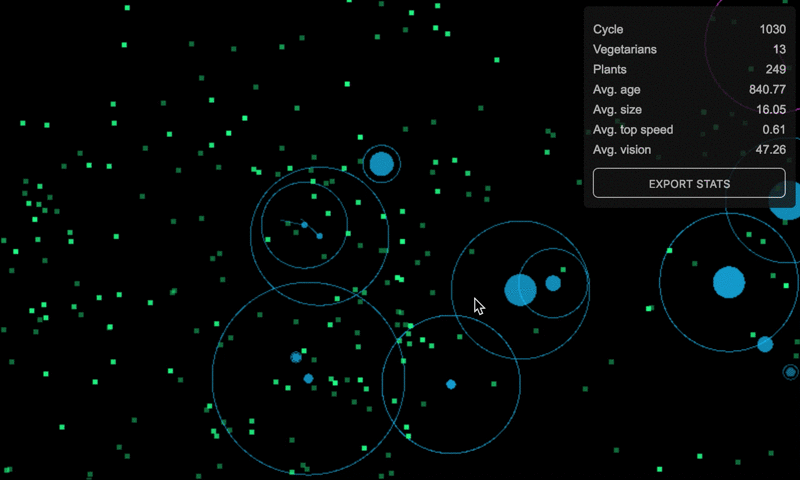 Cycle 1030
Vegetarians 13
Plants 249
Avg. age 840.77
Avg. size 16.05
Avg. top speed 0.61
Avg. vision 47.26
EXPORT STATS